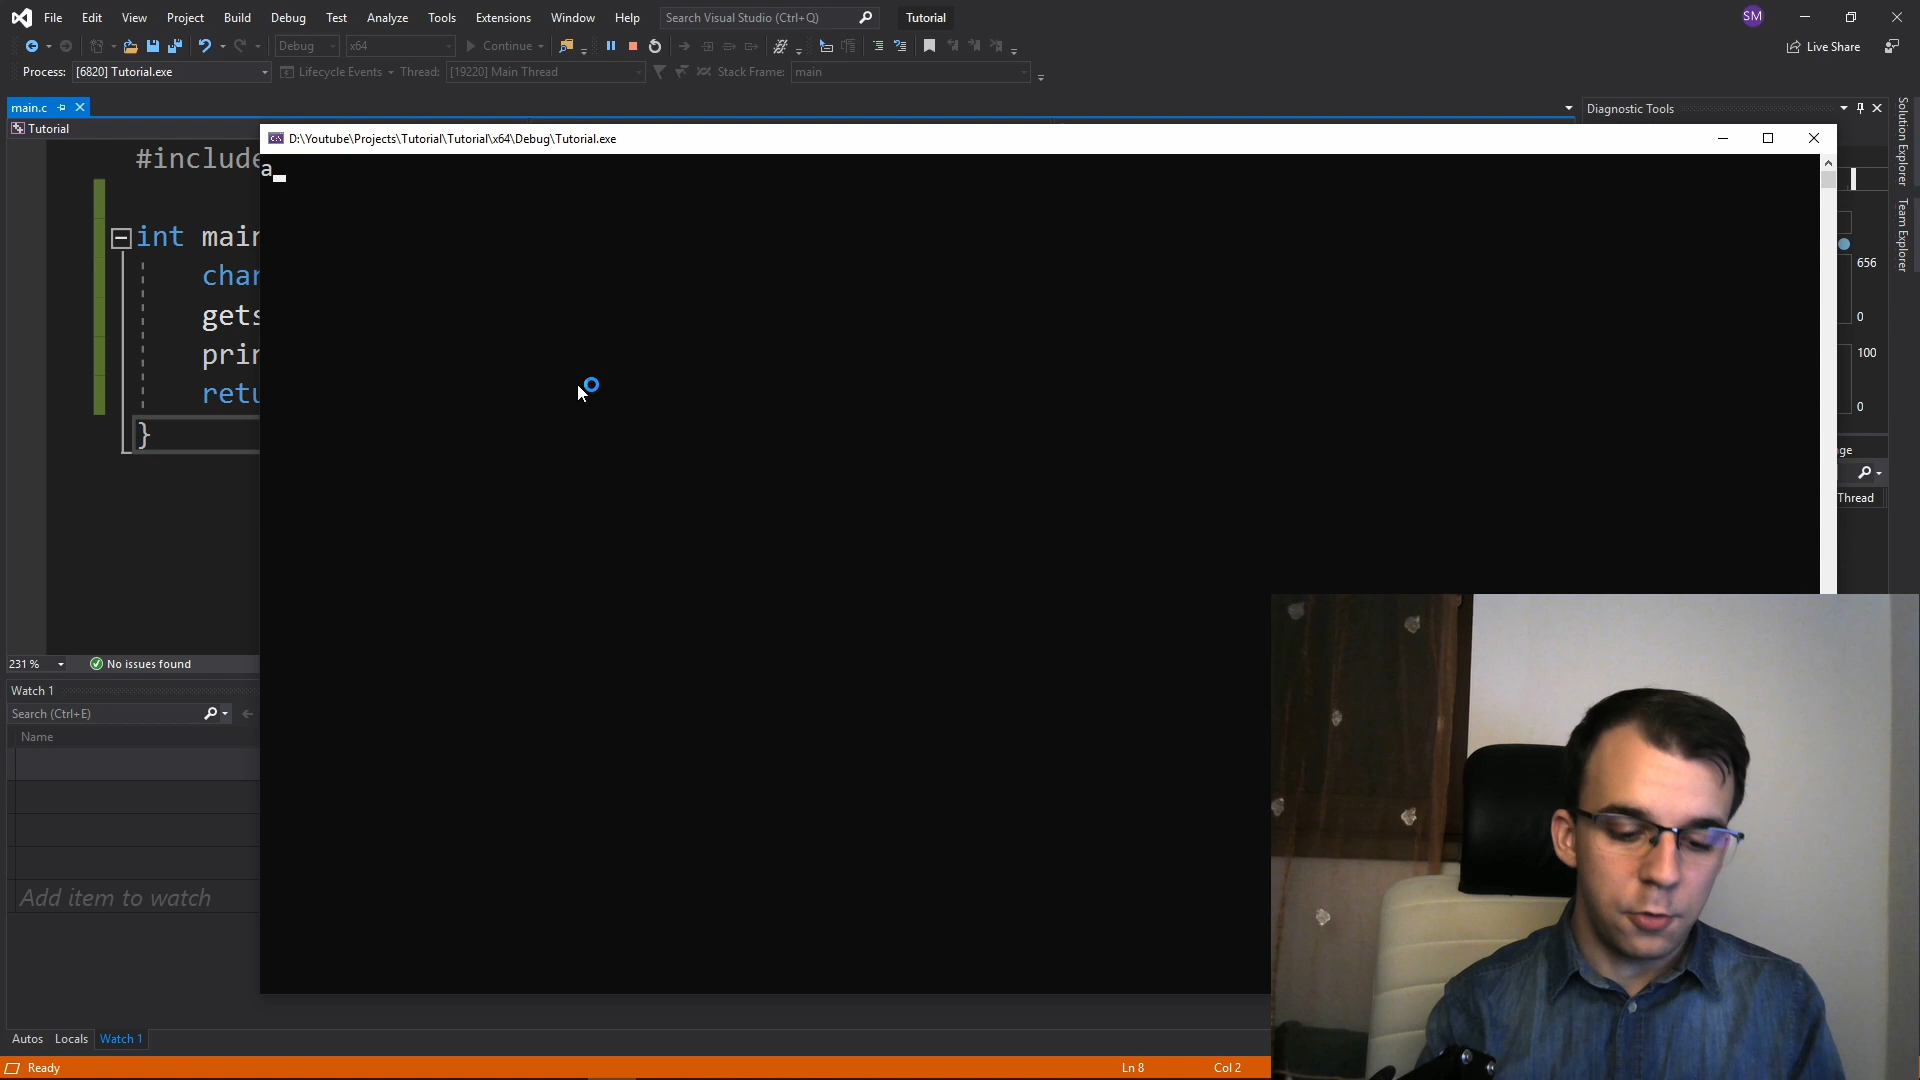 File Edit View Project Build Debug Test Analyze Tools Extensions Window Help Search Visual Studio (Ctrl+Q) Tutorial SM
Debug x64 Continue Live Share
Process: [6820] Tutorial.exe Lifecycle Events Thread: [19220] Main Thread Stack Frame: main
main.c Diagnostic Tools
Tutorial
D:\Youtube\Projects\Tutorial\Tutorial\x64\Debug\Tutorial.exe
Solution Explorer
Team Explorer
#include
a
int main
char
656
gets
0
prin
100
retu
0
}
Thread
231 % No issues found
Watch 1
Search (Ctrl+E)
Name
Add item to watch
Autos Locals Watch 1
Ready Ln 8 Col 2